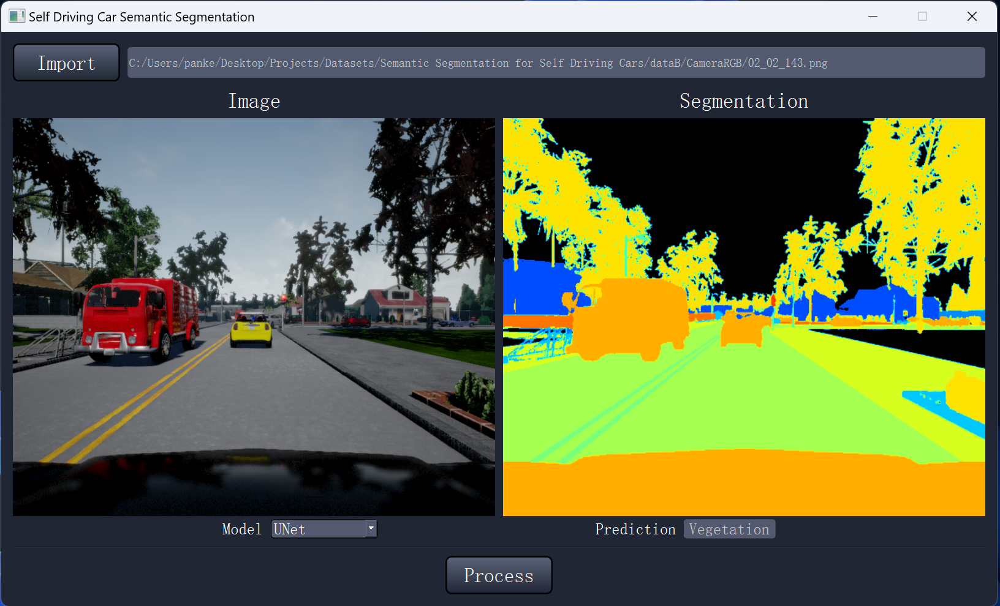 Self Driving Car Semantic Segmentation
Import
C:/Users/panke/Desktop/Projects/Datasets/Semantic Segmentation for Self Driving Cars/dataB/CameraRGB/02_02_143.png
Image
Segmentation
Model
UNet
Prediction
Vegetation
Process